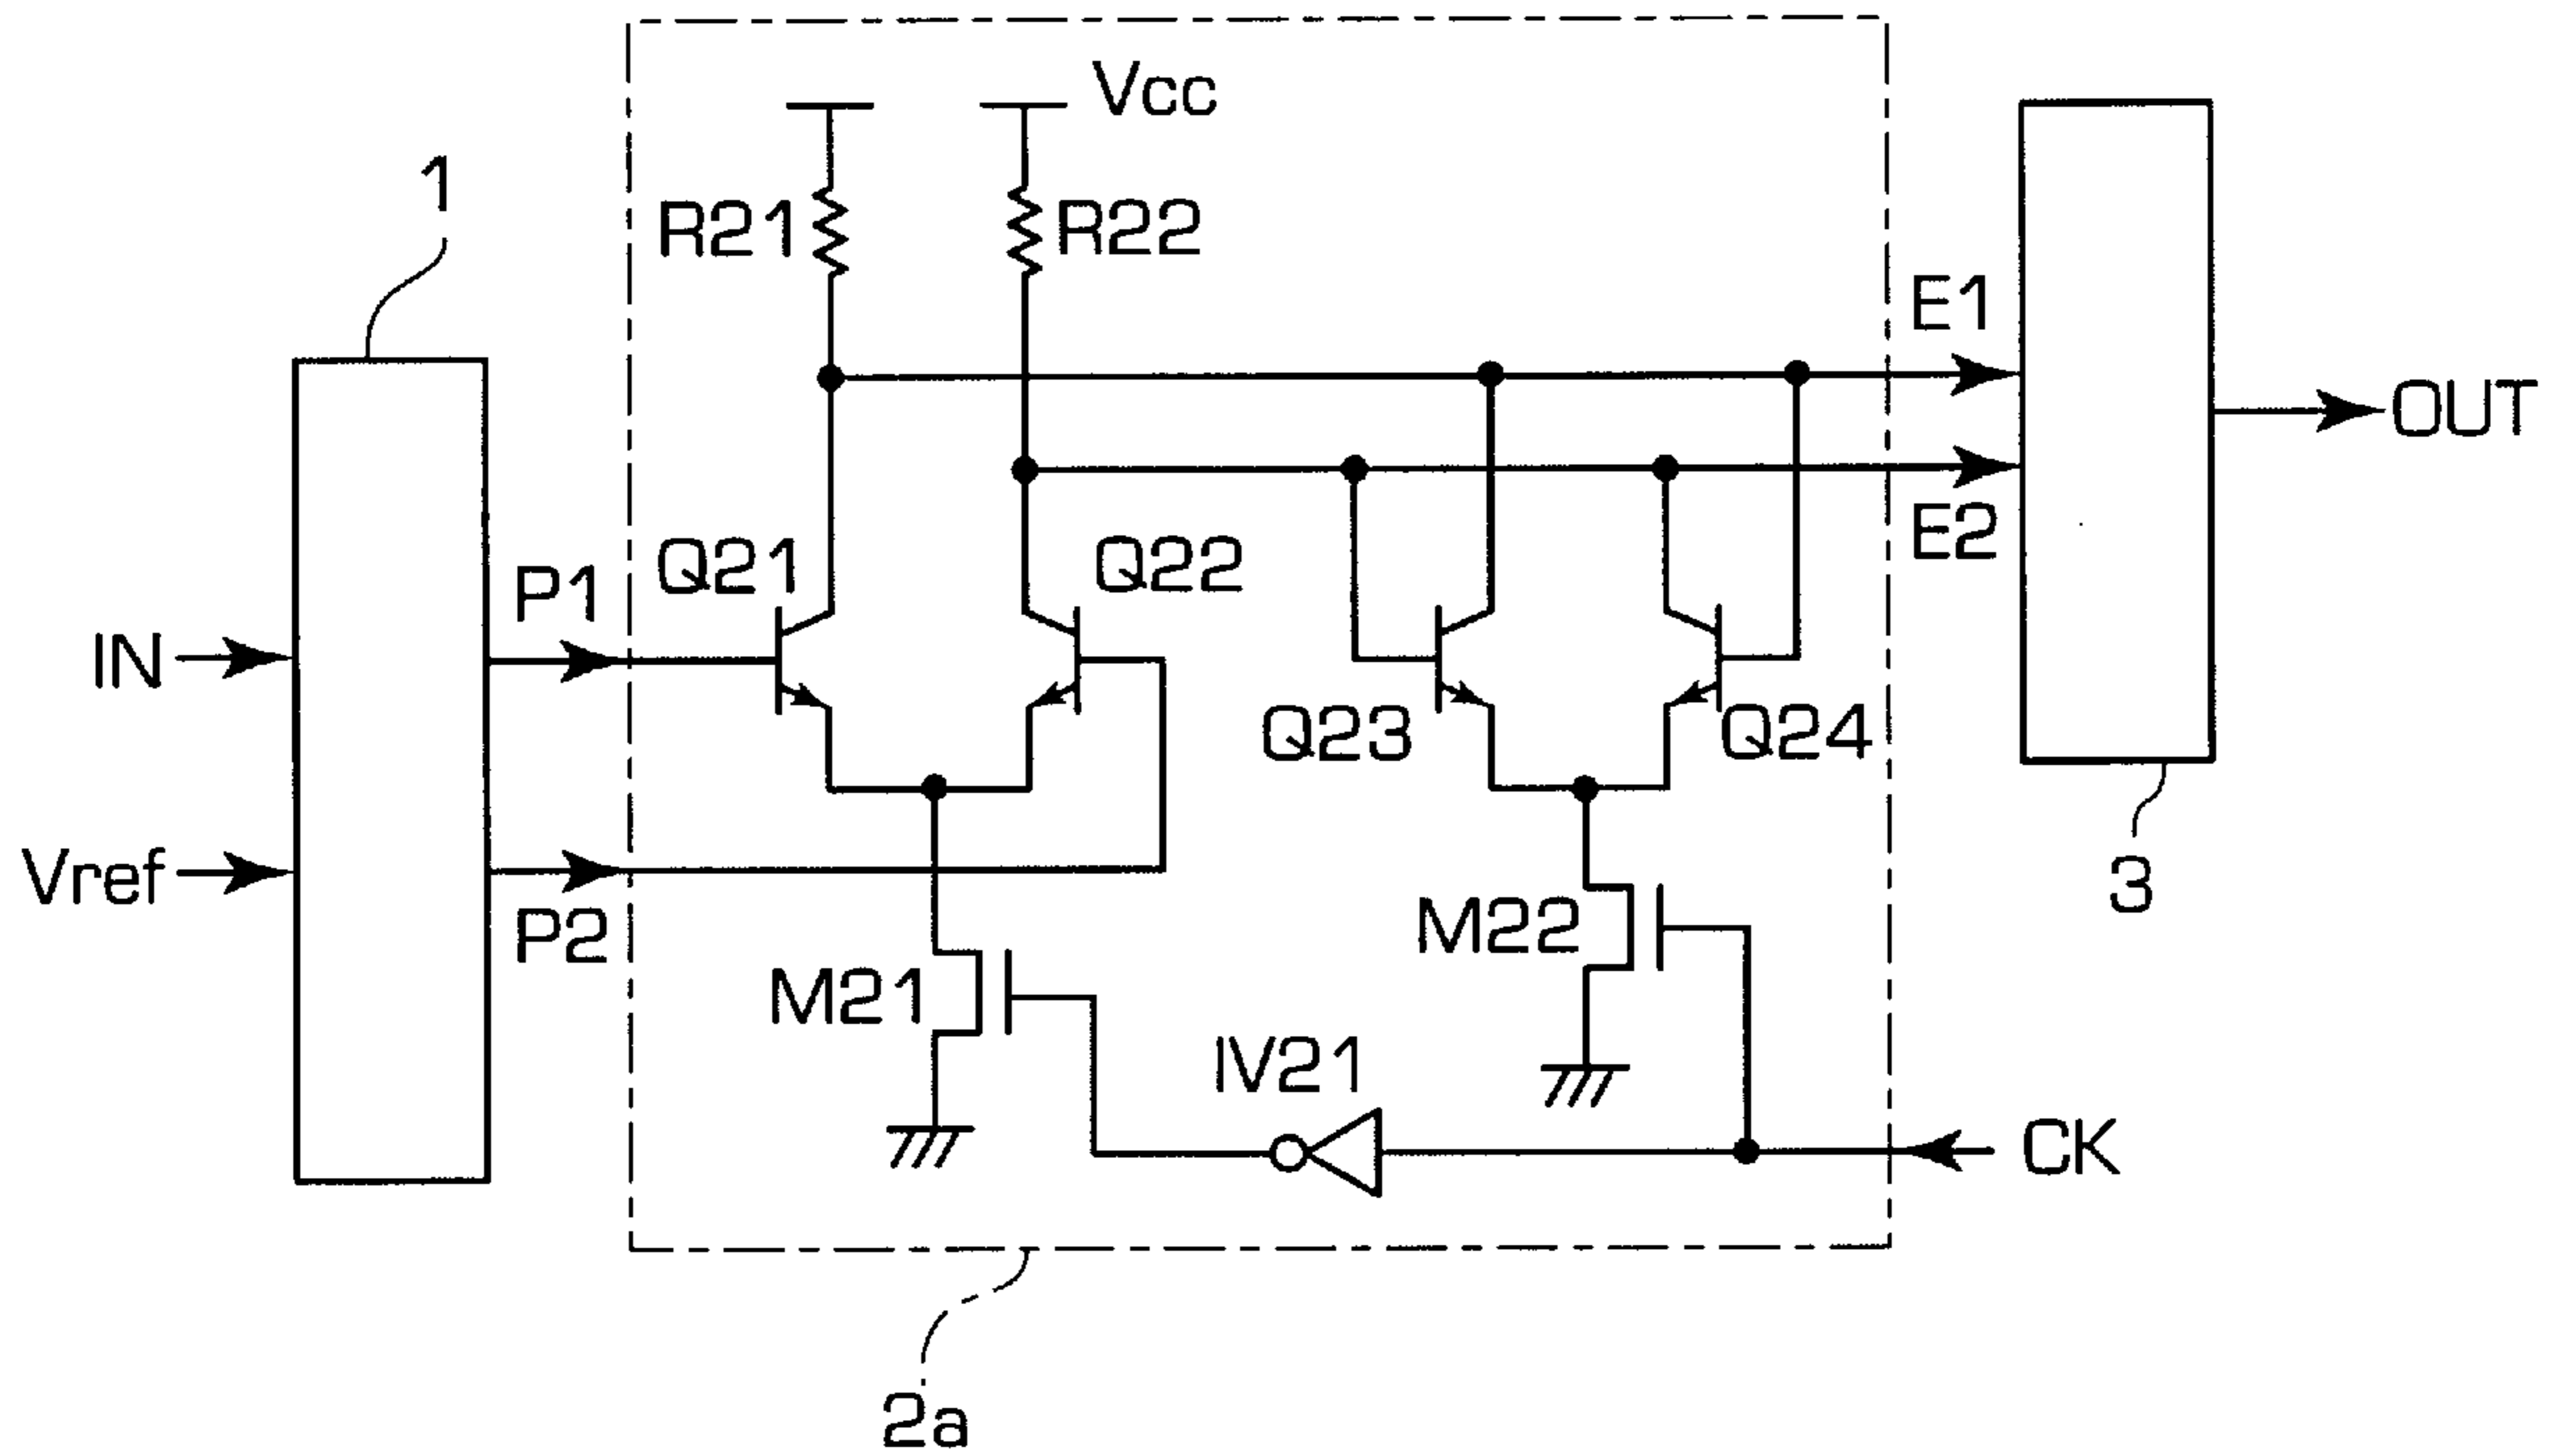 Vcc
1
R21
R22
E1
OUT
E2
Q21
Q22
P1
IN
Q23
Q24
Vref
P2
3
M22
M21
IV21
CK
2a